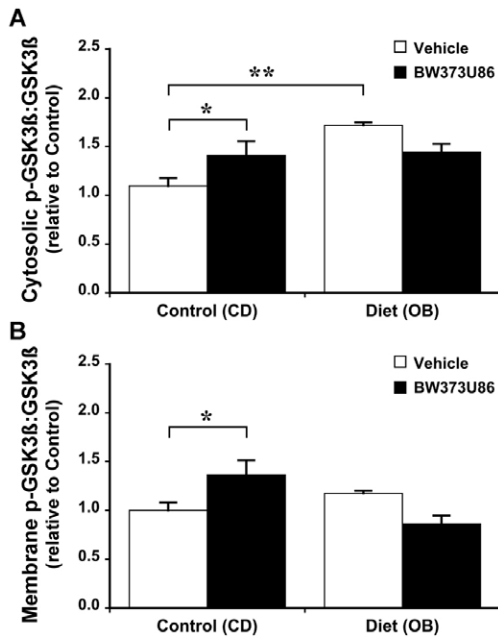 A
Cytosolic p-GSK3ß:GSK3ß
(relative to Control)
2.5
2.0
1.5
1.0
0.5
0.0
Vehicle
BW373U86
**
*
Control (CD)
Diet (OB)
B
Membrane p-GSK3ß:GSK3ß
(relative to Control)
2.5
2.0
1.5
1.0
0.5
0.0
Vehicle
BW373U86
*
Control (CD)
Diet (OB)